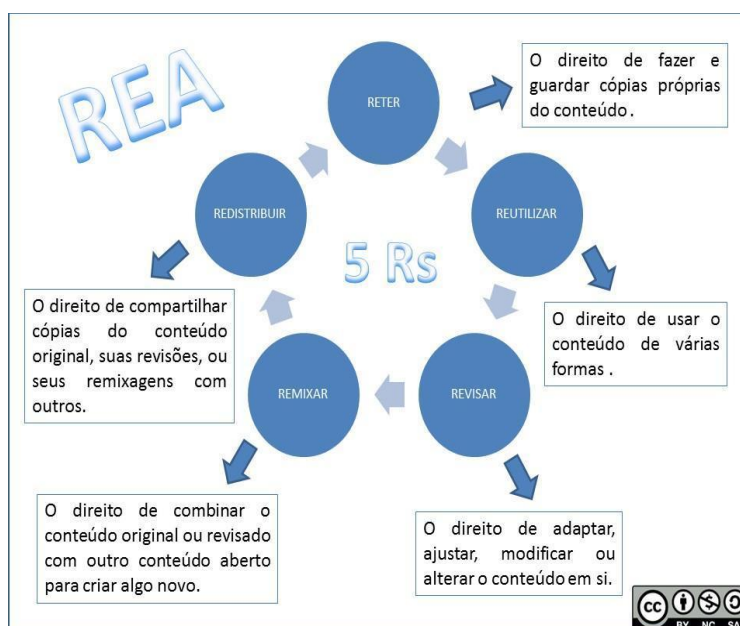 REA
RETER
O direito de fazer e
guardar cópias próprias
do conteúdo .
REDISTRIBUIR
REUTILIZAR
5 Rs
O direito de compartilhar
cópias do conteúdo
original, suas revisões, ou
seus remixagens com
outros.
O direito de usar o
conteúdo de várias
formas .
REMIXAR
REVISAR
O direito de combinar o
conteúdo original ou revisado
com outro conteúdo aberto
para criar algo novo.
O direito de adaptar,
ajustar, modificar ou
alterar o conteúdo em si.
cc
BY NC SA